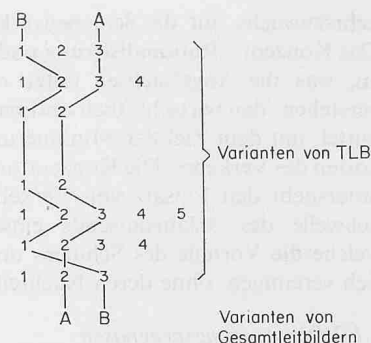 B A
1 2 3
1 2 3 4
1 2
Varianten von TLB
1 2
1 2 3 4 5
1 2 3 4
1 2 3
A B
Varianten von
Gesamtleitbildern